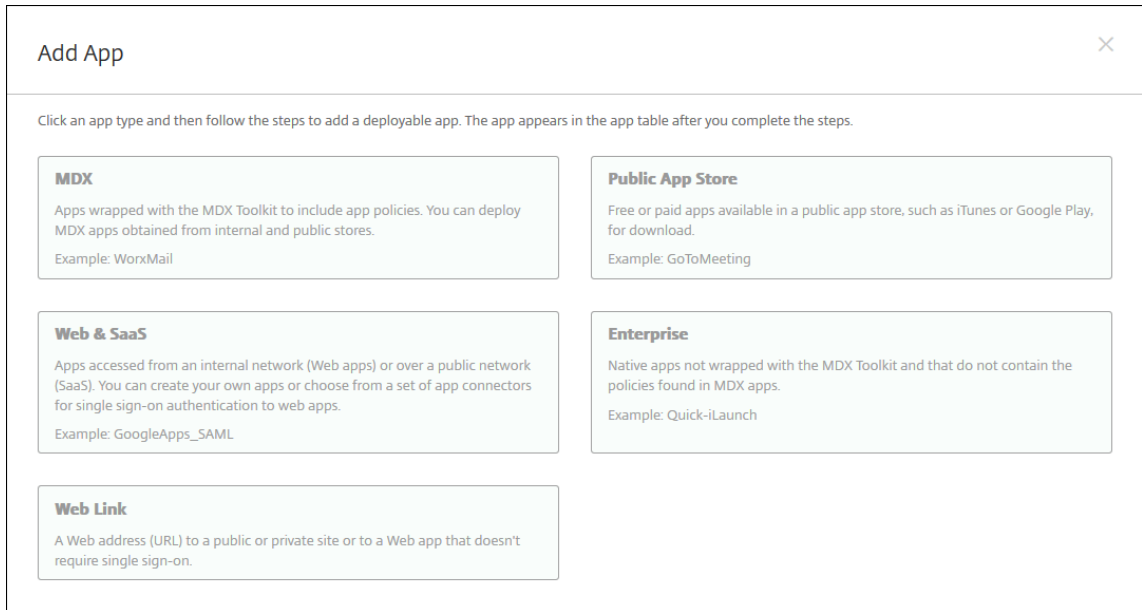 Add App
Click an app type and then follow the steps to add a deployable app. The app appears in the app table after you complete the steps.
MDX
Apps wrapped with the MDX Toolkit to include app policies. You can deploy
MDX apps obtained from internal and public stores.
Example: WorxMail
Public App Store
Free or paid apps available in a public app store, such as iTunes or Google Play,
for download.
Example: GoToMeeting
Web & SaaS
Apps accessed from an internal network (Web apps) or over a public network
(SaaS). You can create your own apps or choose from a set of app connectors
for single sign-on authentication to web apps.
Example: GoogleApps_SAML
Enterprise
Native apps not wrapped with the MDX Toolkit and that do not contain the
policies found in MDX apps.
Example: Quick-iLaunch
Web Link
A Web address (URL) to a public or private site or to a Web app that doesn't
require single sign-on.